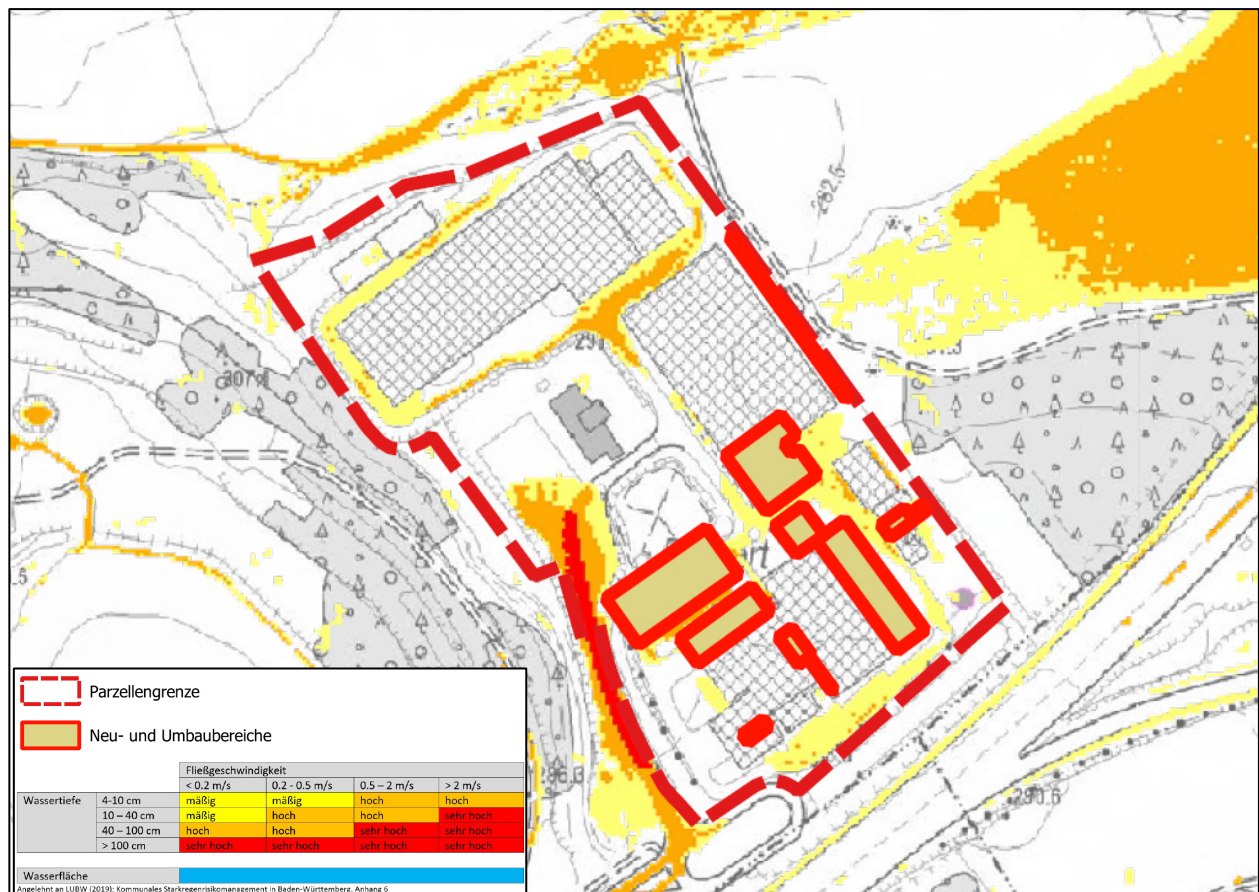 282.5
291
307.1
Parzellengrenze
Neu- und Umbaubereiche
Fließgeschwindigkeit
< 0.2 m/s 0.2 - 0.5 m/s 0.5 – 2 m/s > 2 m/s
Wassertiefe 4-10 cm mäßig mäßig hoch hoch
10 – 40 cm mäßig hoch hoch sehr hoch
40 – 100 cm hoch hoch sehr hoch sehr hoch
> 100 cm sehr hoch sehr hoch sehr hoch sehr hoch
Wasserfläche
Angelehnt an LUBW (2019): Kommunales Starkregenrisikomanagement in Baden-Württemberg, Anhang 6
290.6